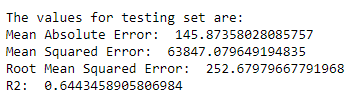 The values for testing set are:
Mean Absolute Error:  145.87358028085757
Mean Squared Error:  63847.079649194835
Root Mean Squared Error:  252.67979667791968
R2:  0.6443458905806984